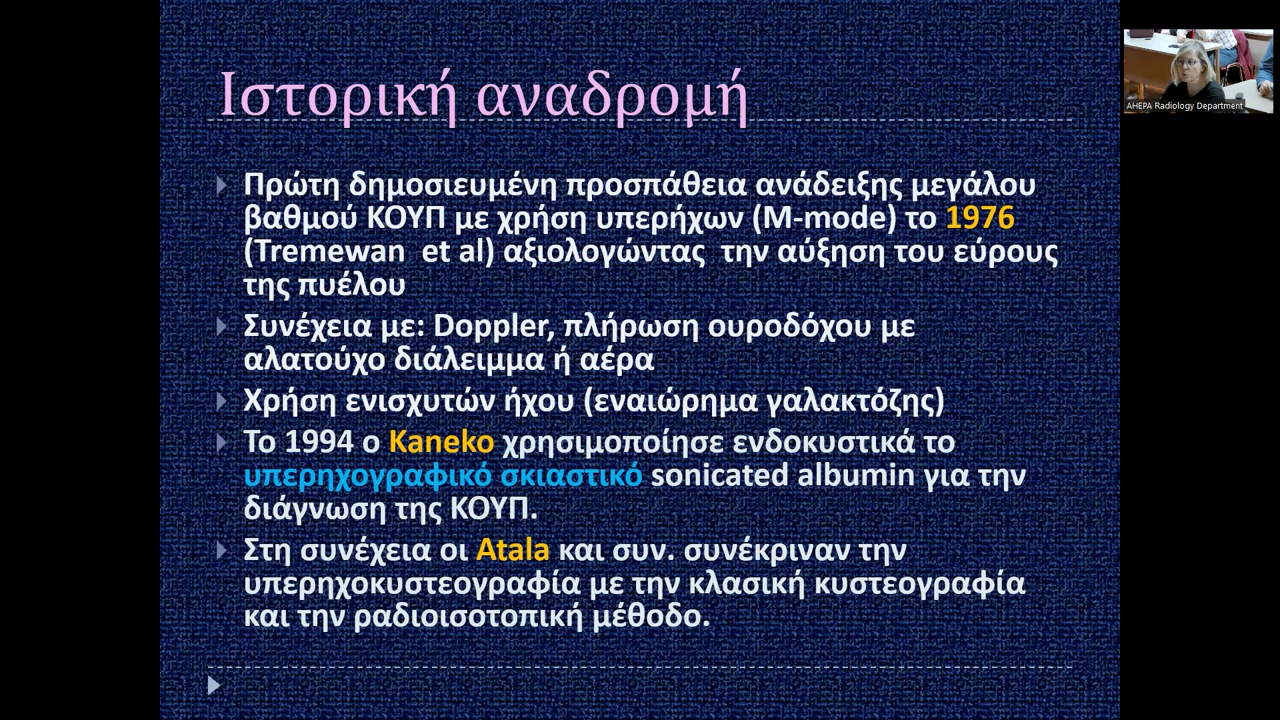 Ιστορική αναδρομή
AHEPA Radiology Department
Πρώτη δημοσιευμένη προσπάθεια ανάδειξης μεγάλου
βαθμού ΚΟΥΠ με χρήση υπερήχων (M-mode) το 1976
(Tremewan et al) αξιολογώντας την αύξηση του εύρους
της πυέλου
Συνέχεια με: Doppler, πλήρωση ουροδόχου με
αλατούχο διάλειμμα ή αέρα
Χρήση ενισχυτών ήχου (εναιώρημα γαλακτόζης)
Το 1994 ο Kaneko χρησιμοποίησε ενδοκυστικά το
υπερηχογραφικό σκιαστικό sonicated albumin για την
διάγνωση της ΚΟΥΠ.
Στη συνέχεια οι Atala και συν. συνέκριναν την
υπερηχοκυστεογραφία με την κλασική κυστεογραφία
και την ραδιοισοτοπική μέθοδο.